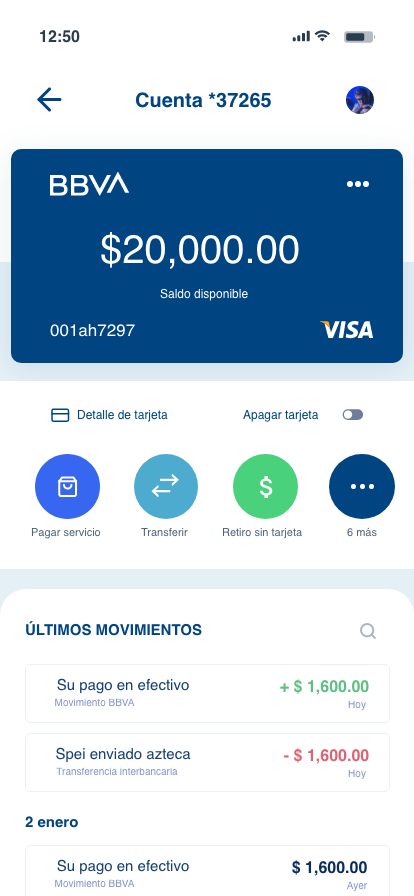 12:50
Cuenta *37265
BBVA
$20,000.00
Saldo disponible
001ah7297
VISA
Detalle de tarjeta
Apagar tarjeta
Pagar servicio
Transferir
Retiro sin tarjeta
6 más
ÚLTIMOS MOVIMIENTOS
Su pago en efectivo
+ $ 1,600.00
Movimiento BBVA
Hoy
Spei enviado azteca
- $ 1,600.00
Transferencia interbancaria
Hoy
2 enero
Su pago en efectivo
$ 1,600.00
Movimiento BBVA
Ayer